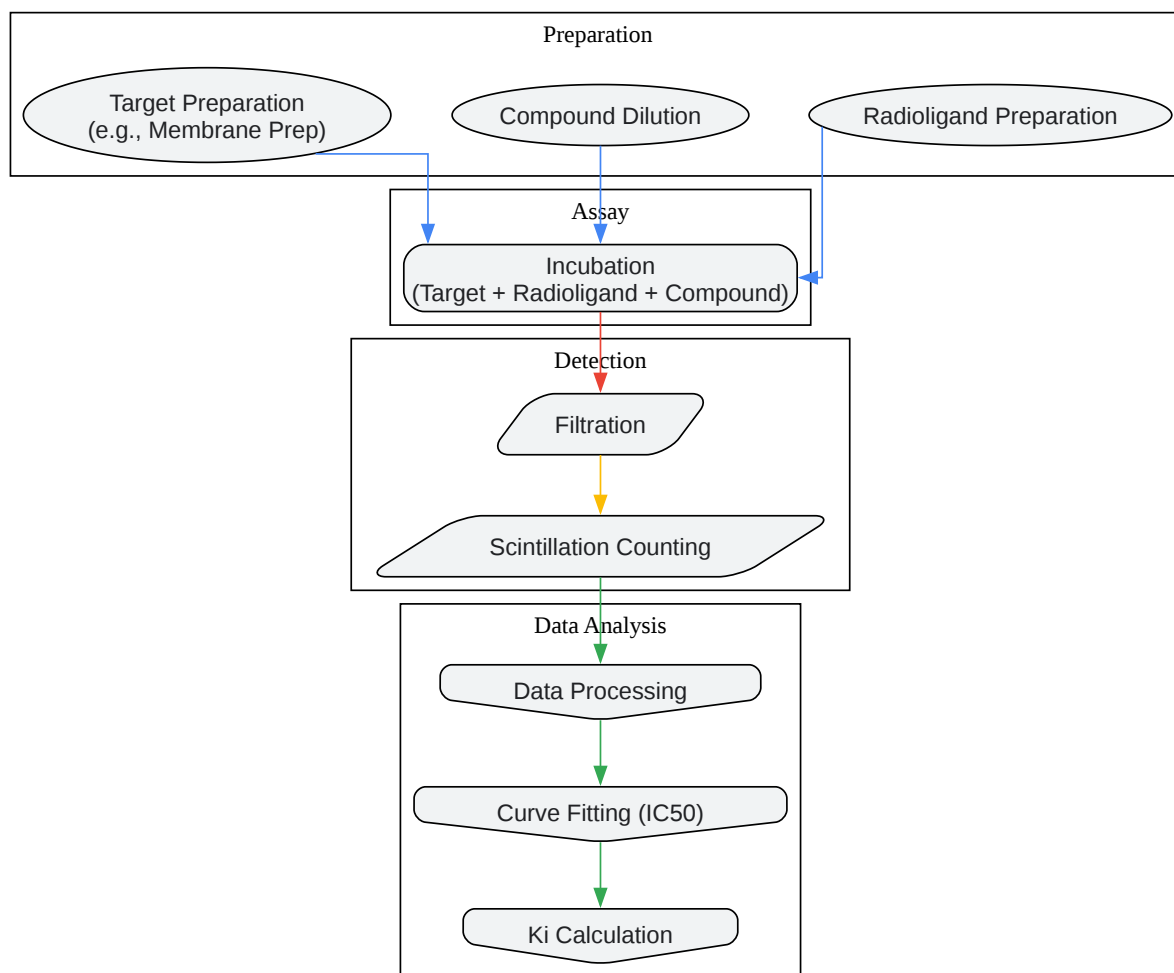 Preparation
Target Preparation
(e.g., Membrane Prep)
Compound Dilution
Radioligand Preparation
Assay
Incubation
(Target + Radioligand + Compound)
Detection
Filtration
Scintillation Counting
Data Analysis
Data Processing
Curve Fitting (IC50)
Ki Calculation